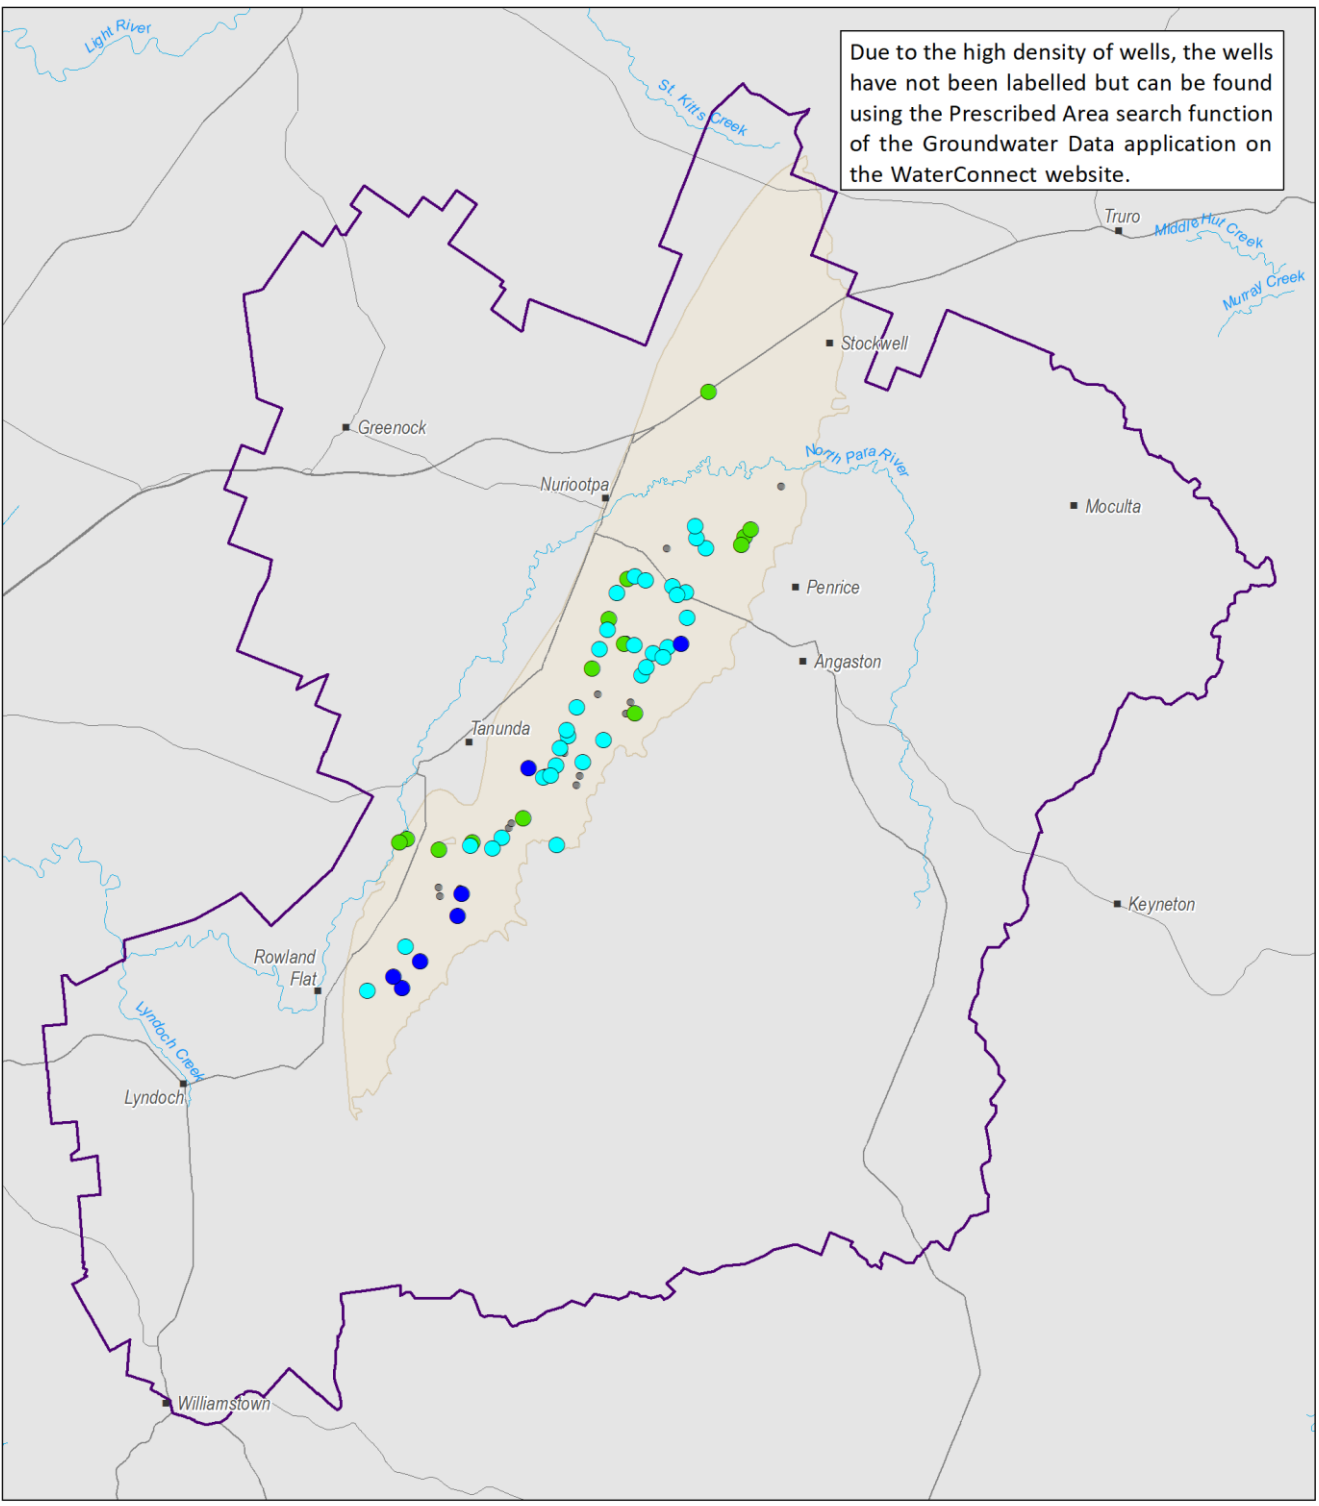 Light River
St. Kitts Creek
Due to the high density of wells, the wells
have not been labelled but can be found
using the Prescribed Area search function
of the Groundwater Data application on
the WaterConnect website.
Truro
Middle Hut Creek
Murray Creek
Stockwell
Greenock
North Para River
Nuriootpa
Moculta
Penrice
Angaston
Tanunda
Keyneton
Rowland
Flat
Lyndoch Creek
Lyndoch
Williamstown